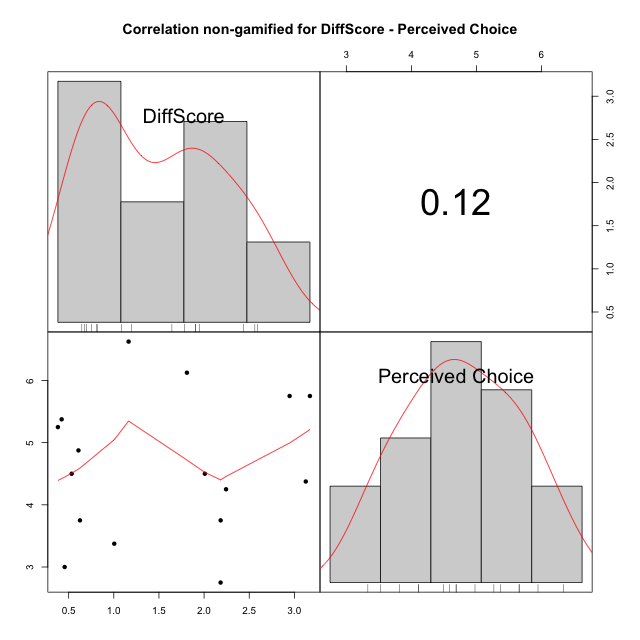 Correlation non-gamified for DiffScore - Perceived Choice
3 4 5 6
DiffScore
0.12
3.0
2.5
2.0
1.5
1.0
0.5
6
5
4
3
Perceived Choice
0.5 1.0 1.5 2.0 2.5 3.0